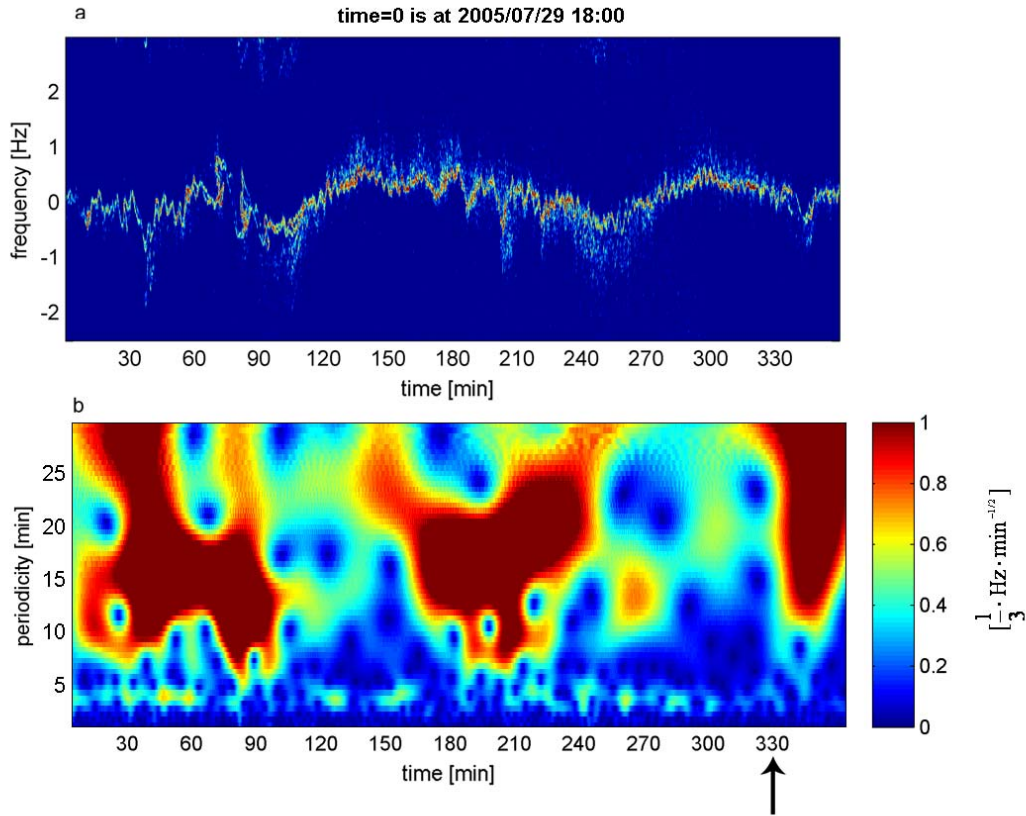 a
time=0 is at 2005/07/29 18:00
frequency [Hz]
2
1
0
-1
-2
30 60 90 120 150 180 210 240 270 300 330
time [min]
b
periodicity [min]
25
20
15
10
5
30 60 90 120 150 180 210 240 270 300 330
time [min]
1
0.8
0.6
0.4
0.2
0
[1/3 · Hz · min^-1/2]